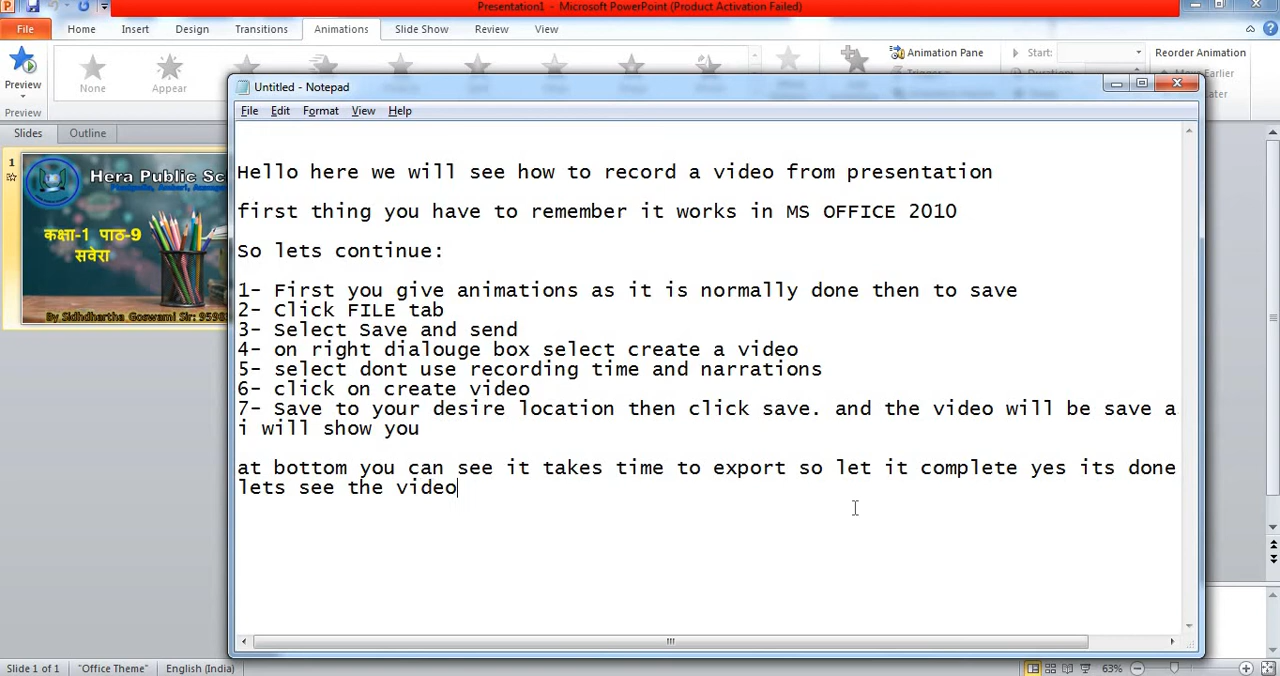 Presentation1 - Microsoft PowerPoint (Product Activation Failed)
File Home Insert Design Transitions Animations Slide Show Review View
Preview
None
Appear
Animation Pane
Start:
Reorder Animation
Preview
Untitled - Notepad
File Edit Format View Help
Slides Outline
1
Hera Public
कक्षा-1 पाठ-9
सवेरा
Hello here we will see how to record a video from presentation
first thing you have to remember it works in MS OFFICE 2010
So lets continue:
1- First you give animations as it is normally done then to save
2- Click FILE tab
3- Select Save and send
4- on right dialouge box select create a video
5- select dont use recording time and narrations
6- click on create video
7- Save to your desire location then click save. and the video will be save a
i will show you
at bottom you can see it takes time to export so let it complete yes its done
lets see the video
Slide 1 of 1 "Office Theme" English (India) 63%